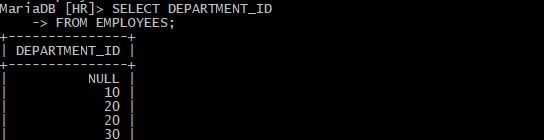 MariaDB [HR]> SELECT DEPARTMENT_ID
    -> FROM EMPLOYEES;
+---------------+
| DEPARTMENT_ID |
+---------------+
|          NULL |
|            10 |
|            20 |
|            20 |
|            30 |